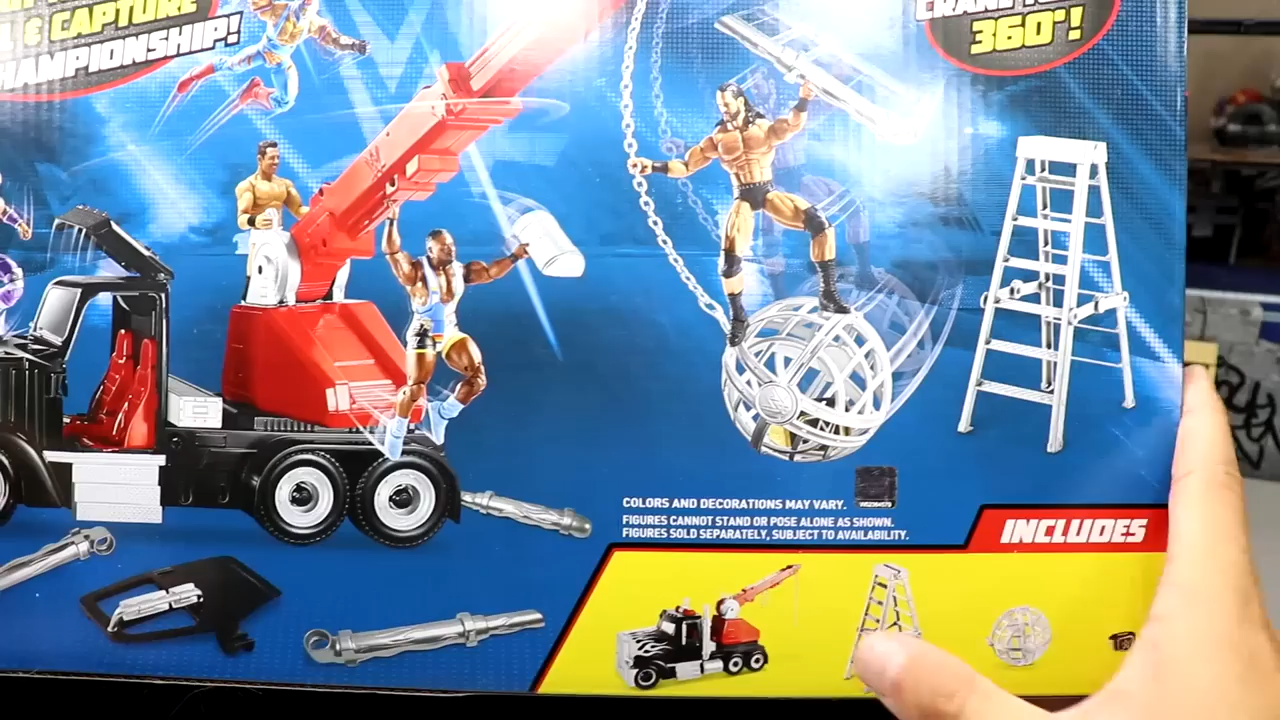 & CAPTURE
CHAMPIONSHIP!
360°!
COLORS AND DECORATIONS MAY VARY.
FIGURES CANNOT STAND OR POSE ALONE AS SHOWN.
FIGURES SOLD SEPARATELY, SUBJECT TO AVAILABILITY.
INCLUDES